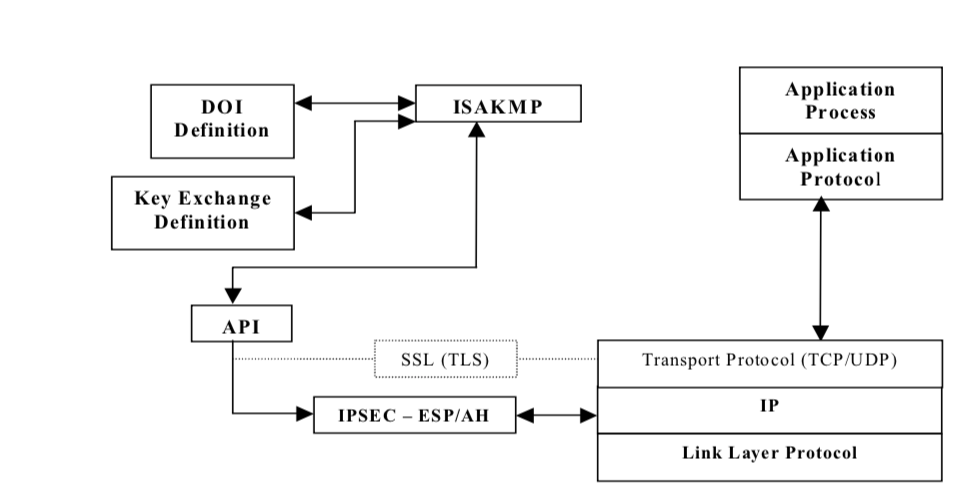 DOI
Definition
ISAKMP
Application
Process
Application
Protocol
Key Exchange
Definition
API
SSL (TLS)
Transport Protocol (TCP/UDP)
IPSEC – ESP/AH
IP
Link Layer Protocol